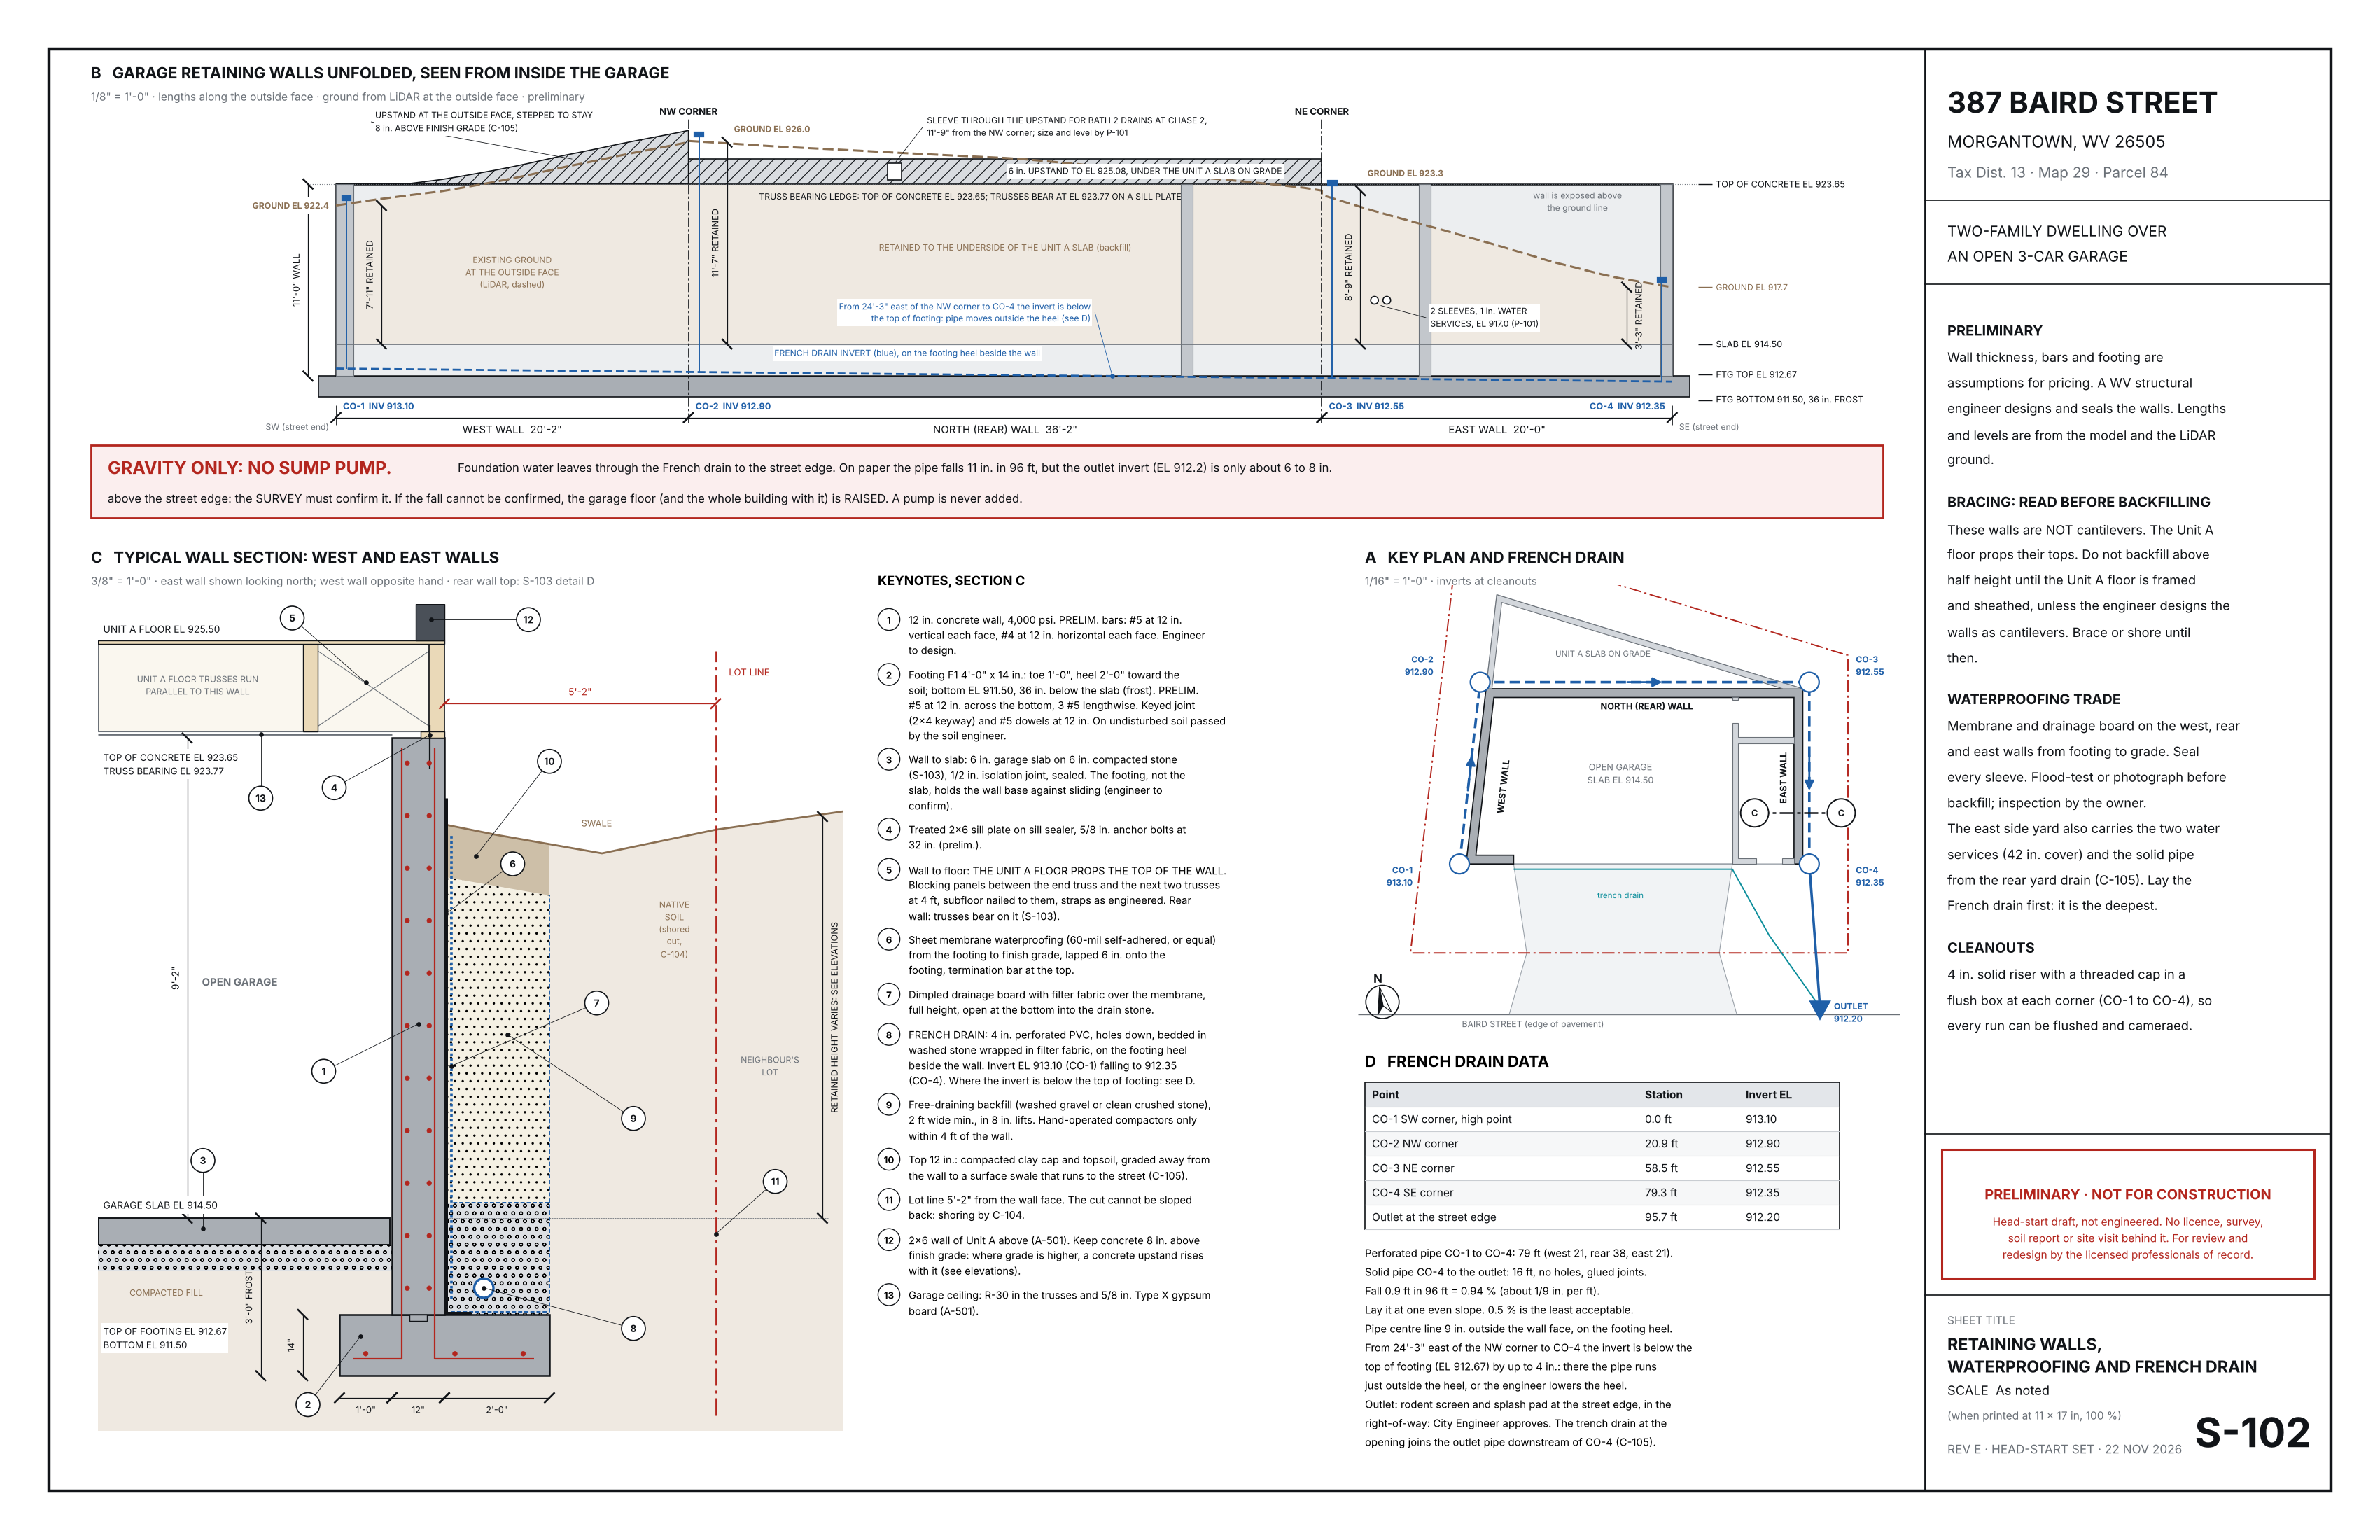 B GARAGE RETAINING WALLS UNFOLDED, SEEN FROM INSIDE THE GARAGE
1/8" = 1'-0" · lengths along the outside face · ground from LiDAR at the outside face · preliminary
UPSTAND AT THE OUTSIDE FACE, STEPPED TO STAY
8 in. ABOVE FINISH GRADE (C-105)
NW CORNER
GROUND EL 926.0
SLEEVE THROUGH THE UPSTAND FOR BATH 2 DRAINS AT CHASE 2,
11'-9" from the NW corner; size and level by P-101
NE CORNER
GROUND EL 923.3
6 in. UPSTAND TO EL 925.08, UNDER THE UNIT A SLAB ON GRADE
TRUSS BEARING LEDGE: TOP OF CONCRETE EL 923.65; TRUSSES BEAR AT EL 923.77 ON A SILL PLATE
wall is exposed above
the ground line
TOP OF CONCRETE EL 923.65
GROUND EL 922.4
11'-0" WALL
7'-11" RETAINED
EXISTING GROUND
AT THE OUTSIDE FACE
(LiDAR, dashed)
11'-7" RETAINED
RETAINED TO THE UNDERSIDE OF THE UNIT A SLAB (backfill)
8'-9" RETAINED
3'-3" RETAINED
GROUND EL 917.7
From 24'-3" east of the NW corner to CO-4 the invert is below
the top of footing: pipe moves outside the heel (see D)
2 SLEEVES, 1 in. WATER
SERVICES, EL 917.0 (P-101)
FRENCH DRAIN INVERT (blue), on the footing heel beside the wall
SLAB EL 914.50
FTG TOP EL 912.67
FTG BOTTOM 911.50, 36 in. FROST
CO-1 INV 913.10
CO-2 INV 912.90
CO-3 INV 912.55
CO-4 INV 912.35
SW (street end)
WEST WALL 20'-2"
NORTH (REAR) WALL 36'-2"
EAST WALL 20'-0"
SE (street end)
GRAVITY ONLY: NO SUMP PUMP. Foundation water leaves through the French drain to the street edge. On paper the pipe falls 11 in. in 96 ft, but the outlet invert (EL 912.2) is only about 6 to 8 in.
above the street edge: the SURVEY must confirm it. If the fall cannot be confirmed, the garage floor (and the whole building with it) is RAISED. A pump is never added.
C TYPICAL WALL SECTION: WEST AND EAST WALLS
3/8" = 1'-0" · east wall shown looking north; west wall opposite hand · rear wall top: S-103 detail D
UNIT A FLOOR EL 925.50
5
12
UNIT A FLOOR TRUSSES RUN
PARALLEL TO THIS WALL
LOT LINE
5'-2"
TOP OF CONCRETE EL 923.65
TRUSS BEARING EL 923.77
13
4
10
SWALE
6
NATIVE
SOIL
(shored
cut,
C-104)
9'-2"
OPEN GARAGE
7
1
NEIGHBOUR'S
LOT
RETAINED HEIGHT VARIES: SEE ELEVATIONS
9
3
11
GARAGE SLAB EL 914.50
COMPACTED FILL
3'-0" FROST
TOP OF FOOTING EL 912.67
BOTTOM EL 911.50
14"
8
2
1'-0"
12"
2'-0"
KEYNOTES, SECTION C
1 12 in. concrete wall, 4,000 psi. PRELIM. bars: #5 at 12 in.
vertical each face, #4 at 12 in. horizontal each face. Engineer
to design.
2 Footing F1 4'-0" x 14 in.: toe 1'-0", heel 2'-0" toward the
soil; bottom EL 911.50, 36 in. below the slab (frost). PRELIM.
#5 at 12 in. across the bottom, 3 #5 lengthwise. Keyed joint
(2×4 keyway) and #5 dowels at 12 in. On undisturbed soil passed
by the soil engineer.
3 Wall to slab: 6 in. garage slab on 6 in. compacted stone
(S-103), 1/2 in. isolation joint, sealed. The footing, not the
slab, holds the wall base against sliding (engineer to
confirm).
4 Treated 2×6 sill plate on sill sealer, 5/8 in. anchor bolts at
32 in. (prelim.).
5 Wall to floor: THE UNIT A FLOOR PROPS THE TOP OF THE WALL.
Blocking panels between the end truss and the next two trusses
at 4 ft, subfloor nailed to them, straps as engineered. Rear
wall: trusses bear on it (S-103).
6 Sheet membrane waterproofing (60-mil self-adhered, or equal)
from the footing to finish grade, lapped 6 in. onto the
footing, termination bar at the top.
7 Dimpled drainage board with filter fabric over the membrane,
full height, open at the bottom into the drain stone.
8 FRENCH DRAIN: 4 in. perforated PVC, holes down, bedded in
washed stone wrapped in filter fabric, on the footing heel
beside the wall. Invert EL 913.10 (CO-1) falling to 912.35
(CO-4). Where the invert is below the top of footing: see D.
9 Free-draining backfill (washed gravel or clean crushed stone),
2 ft wide min., in 8 in. lifts. Hand-operated compactors only
within 4 ft of the wall.
10 Top 12 in.: compacted clay cap and topsoil, graded away from
the wall to a surface swale that runs to the street (C-105).
11 Lot line 5'-2" from the wall face. The cut cannot be sloped
back: shoring by C-104.
12 2×6 wall of Unit A above (A-501). Keep concrete 8 in. above
finish grade: where grade is higher, a concrete upstand rises
with it (see elevations).
13 Garage ceiling: R-30 in the trusses and 5/8 in. Type X gypsum
board (A-501).
A KEY PLAN AND FRENCH DRAIN
1/16" = 1'-0" · inverts at cleanouts
CO-2
912.90
UNIT A SLAB ON GRADE
CO-3
912.55
NORTH (REAR) WALL
WEST WALL
OPEN GARAGE
SLAB EL 914.50
EAST WALL
C
C
CO-1
913.10
CO-4
912.35
trench drain
N
OUTLET
912.20
BAIRD STREET (edge of pavement)
D FRENCH DRAIN DATA
Point Station Invert EL
CO-1 SW corner, high point 0.0 ft 913.10
CO-2 NW corner 20.9 ft 912.90
CO-3 NE corner 58.5 ft 912.55
CO-4 SE corner 79.3 ft 912.35
Outlet at the street edge 95.7 ft 912.20
Perforated pipe CO-1 to CO-4: 79 ft (west 21, rear 38, east 21).
Solid pipe CO-4 to the outlet: 16 ft, no holes, glued joints.
Fall 0.9 ft in 96 ft = 0.94 % (about 1/9 in. per ft).
Lay it at one even slope. 0.5 % is the least acceptable.
Pipe centre line 9 in. outside the wall face, on the footing heel.
From 24'-3" east of the NW corner to CO-4 the invert is below the
top of footing (EL 912.67) by up to 4 in.: there the pipe runs
just outside the heel, or the engineer lowers the heel.
Outlet: rodent screen and splash pad at the street edge, in the
right-of-way: City Engineer approves. The trench drain at the
opening joins the outlet pipe downstream of CO-4 (C-105).
387 BAIRD STREET
MORGANTOWN, WV 26505
Tax Dist. 13 · Map 29 · Parcel 84
TWO-FAMILY DWELLING OVER
AN OPEN 3-CAR GARAGE
PRELIMINARY
Wall thickness, bars and footing are
assumptions for pricing. A WV structural
engineer designs and seals the walls. Lengths
and levels are from the model and the LiDAR
ground.
BRACING: READ BEFORE BACKFILLING
These walls are NOT cantilevers. The Unit A
floor props their tops. Do not backfill above
half height until the Unit A floor is framed
and sheathed, unless the engineer designs the
walls as cantilevers. Brace or shore until
then.
WATERPROOFING TRADE
Membrane and drainage board on the west, rear
and east walls from footing to grade. Seal
every sleeve. Flood-test or photograph before
backfill; inspection by the owner.
The east side yard also carries the two water
services (42 in. cover) and the solid pipe
from the rear yard drain (C-105). Lay the
French drain first: it is the deepest.
CLEANOUTS
4 in. solid riser with a threaded cap in a
flush box at each corner (CO-1 to CO-4), so
every run can be flushed and cameraed.
PRELIMINARY · NOT FOR CONSTRUCTION
Head-start draft, not engineered. No licence, survey,
soil report or site visit behind it. For review and
redesign by the licensed professionals of record.
SHEET TITLE
RETAINING WALLS,
WATERPROOFING AND FRENCH DRAIN
SCALE As noted
(when printed at 11 × 17 in, 100 %)
REV E · HEAD-START SET · 22 NOV 2026
S-102